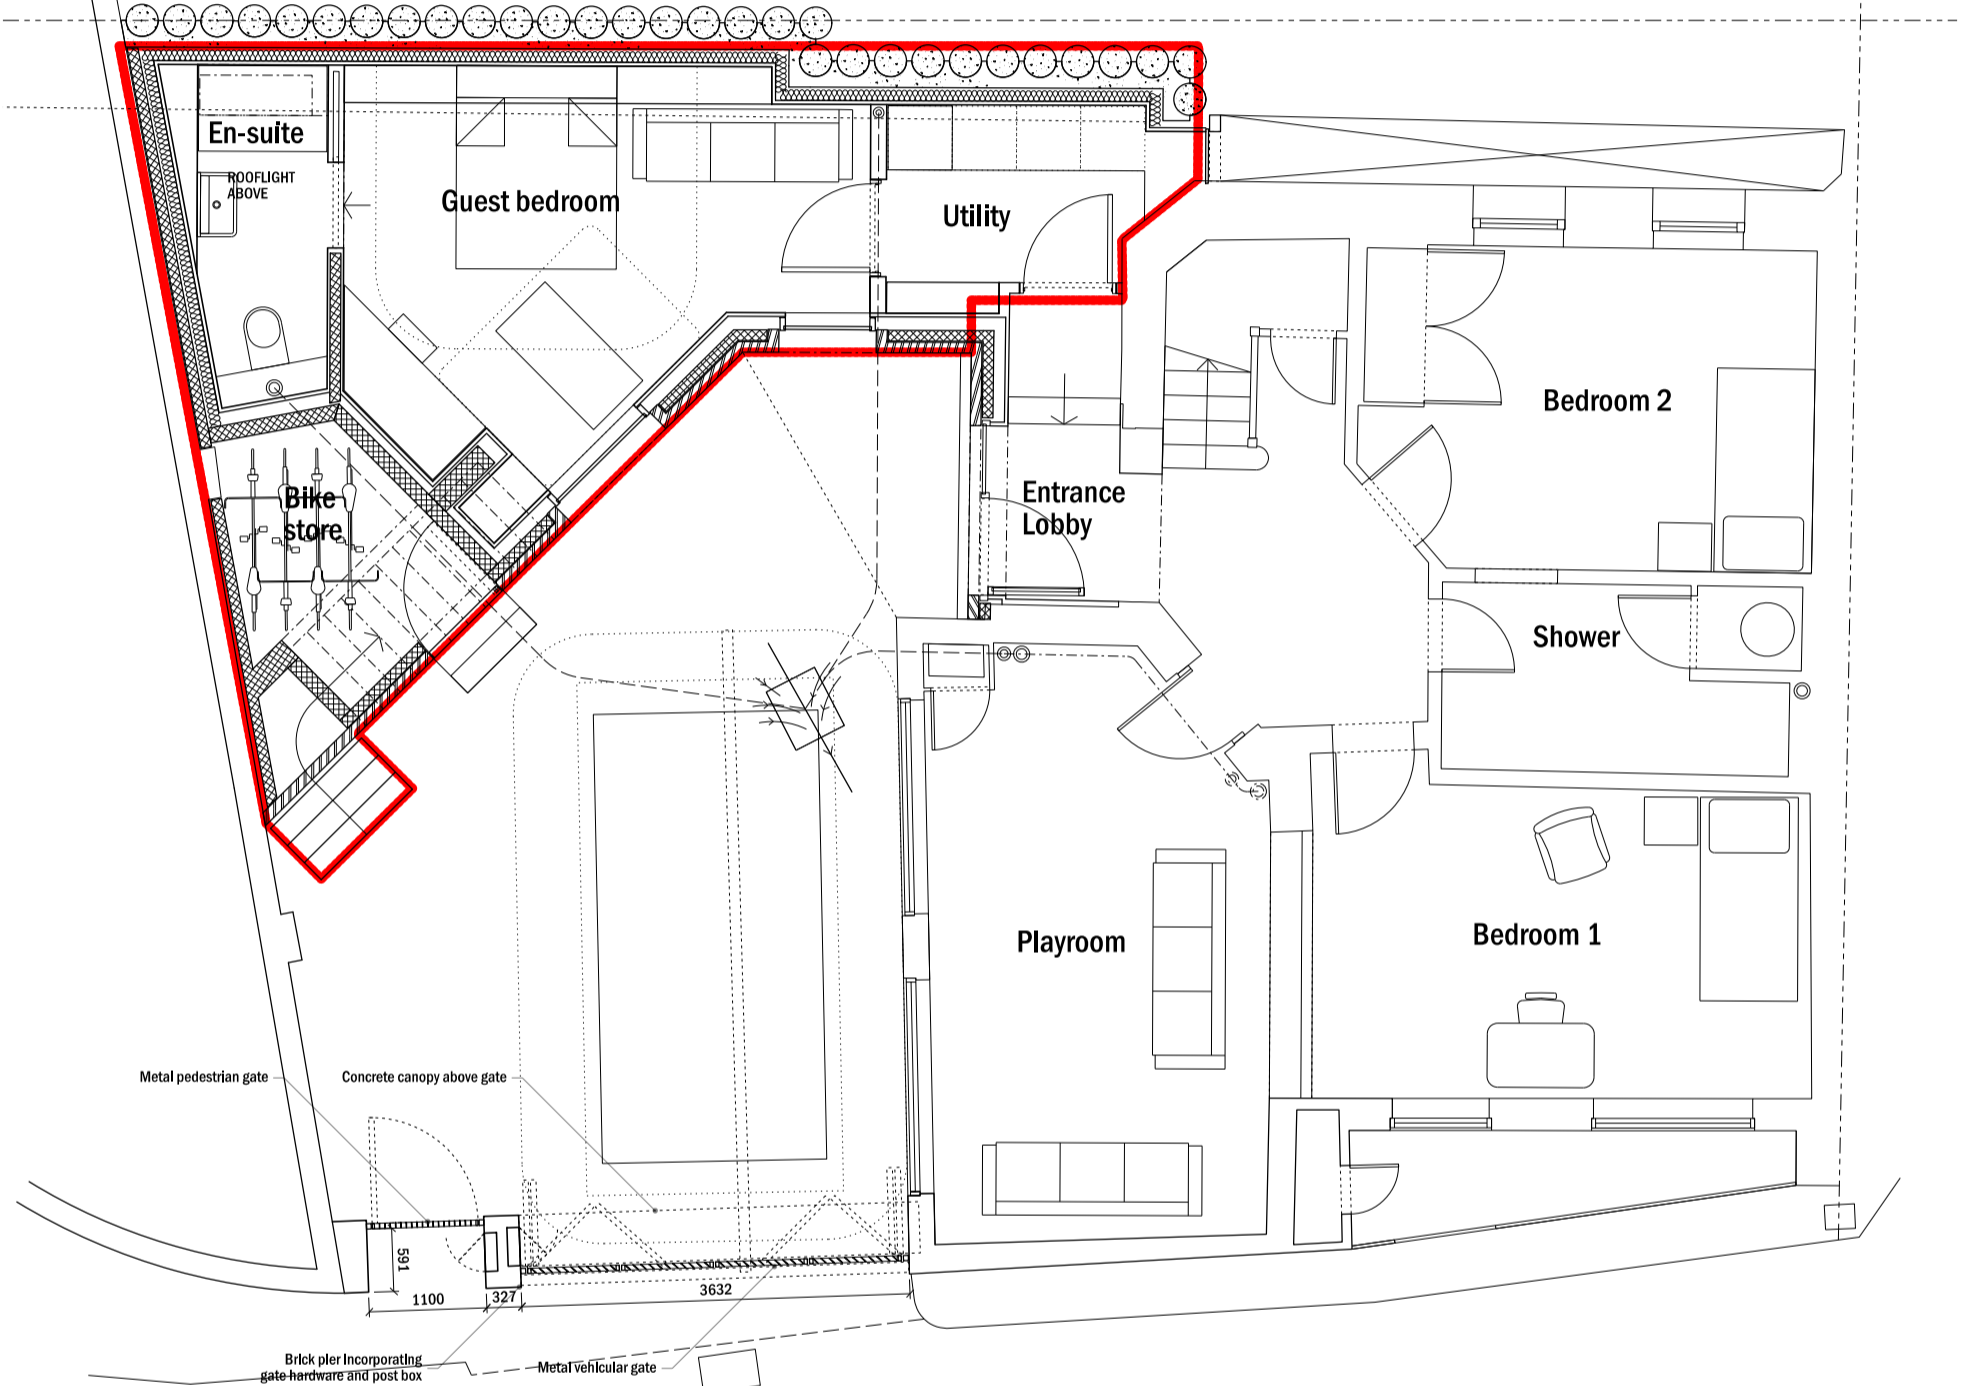 En-suite
ROOFLIGHT
ABOVE
Guest bedroom
Utility
Bedroom 2
Bike
store
Entrance
Lobby
Shower
Playroom
Bedroom 1
Metal pedestrian gate
Concrete canopy above gate
591
1100
327
3632
Brick pier incorporating
gate hardware and post box
Metal vehicular gate